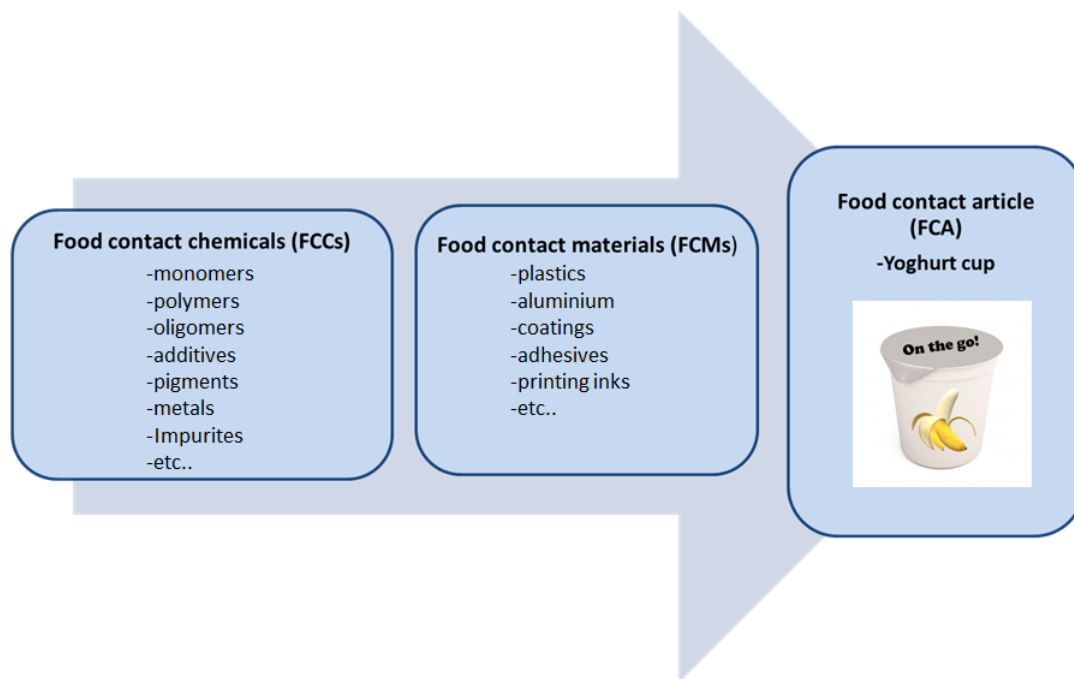 Food contact chemicals (FCCs)
-monomers
-polymers
-oligomers
-additives
-pigments
-metals
-Impurites
-etc..
Food contact materials (FCMs)
-plastics
-aluminium
-coatings
-adhesives
-printing inks
-etc..
Food contact article
(FCA)
-Yoghurt cup
On the go!